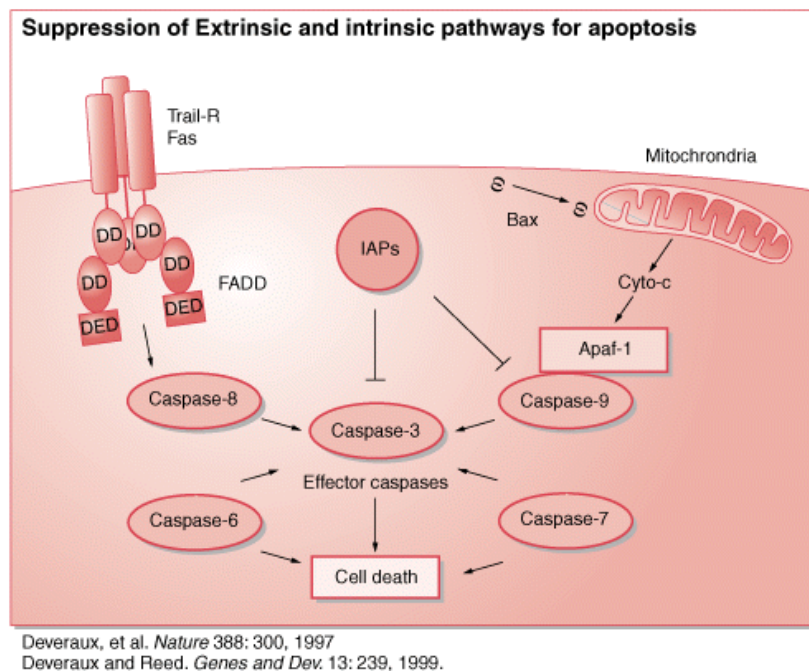 Suppression of Extrinsic and intrinsic pathways for apoptosis
Trail-R
Fas
Mitochrondria
Bax
IAPs
DD
DD
DD
DD
FADD
DED
DED
Cyto-c
Apaf-1
Caspase-8
Caspase-9
Caspase-3
Effector caspases
Caspase-6
Caspase-7
Cell death
Deveraux, et al. Nature 388: 300, 1997
Deveraux and Reed. Genes and Dev. 13: 239, 1999.